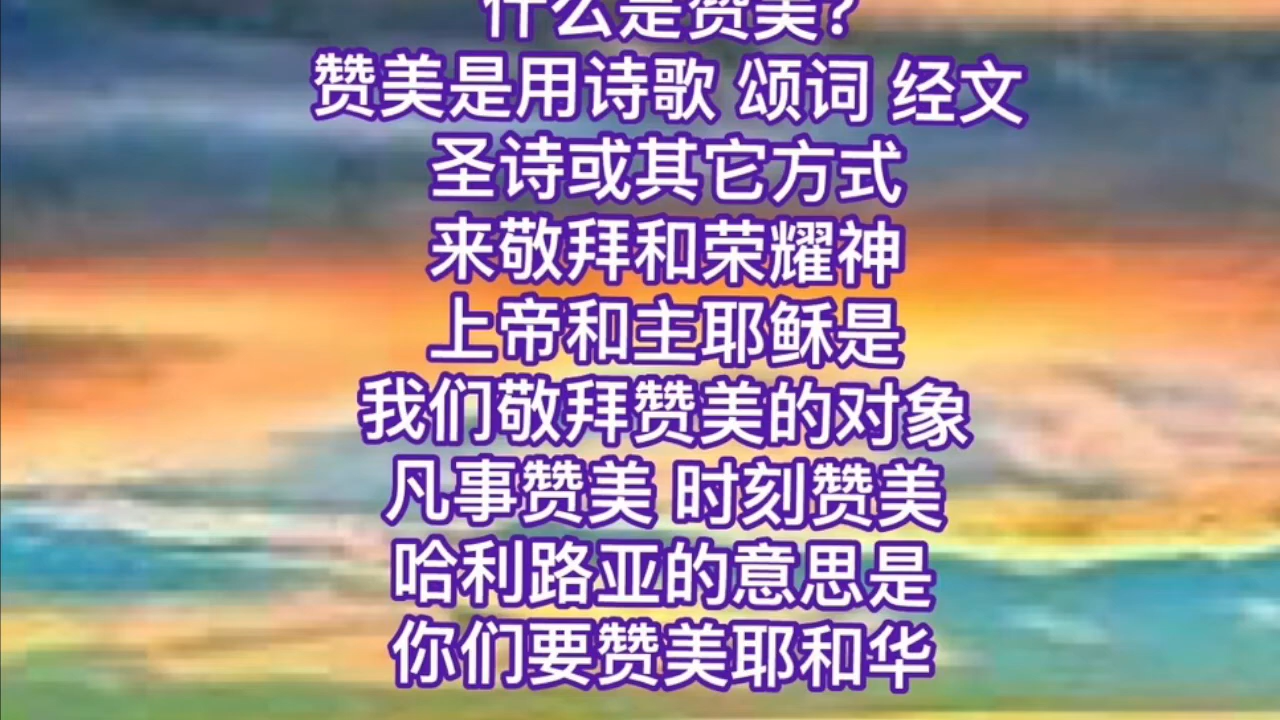 什么是赞美?
赞美是用诗歌 颂词 经文
圣诗或其它方式
来敬拜和荣耀神
上帝和主耶稣是
我们敬拜赞美的对象
凡事赞美 时刻赞美
哈利路亚的意思是
你们要赞美耶和华